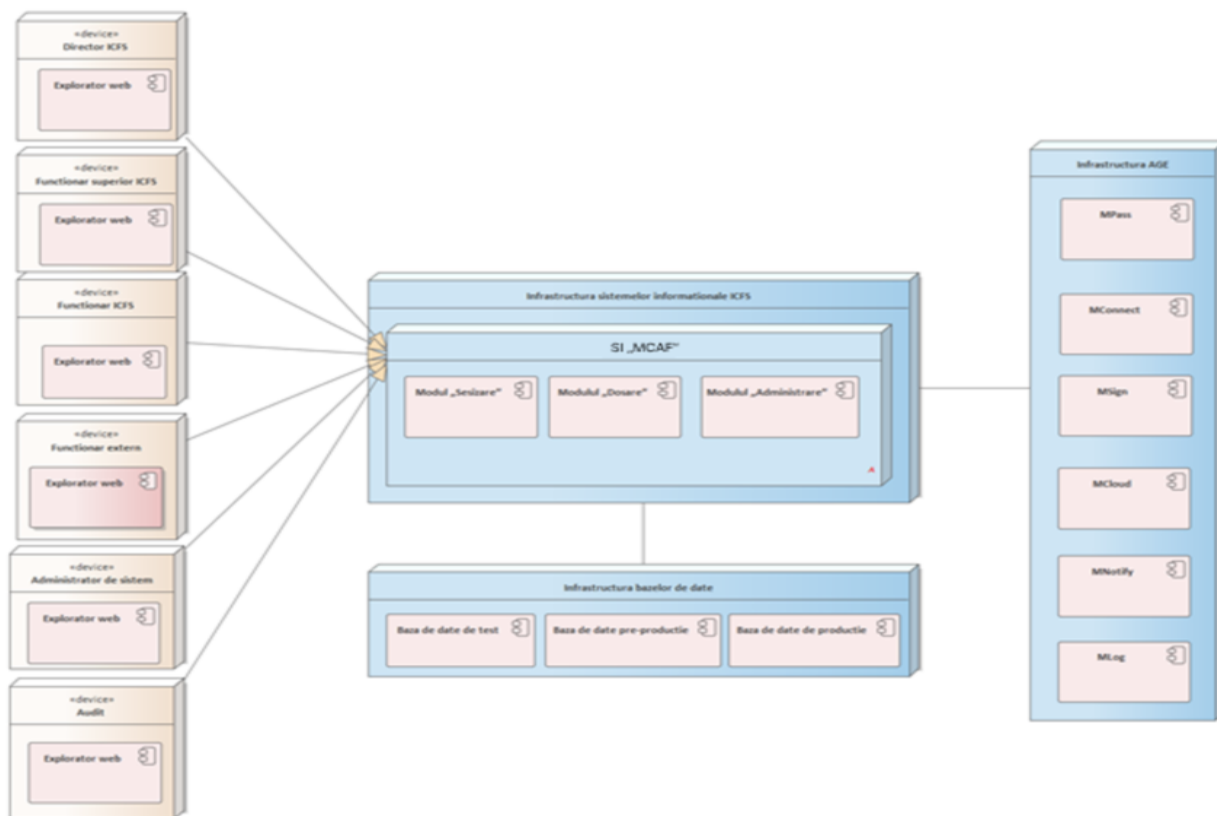 «device»
Director ICFS
Explorator web
«device»
Functionar superior ICFS
Explorator web
«device»
Functionar ICFS
Explorator web
«device»
Functionar extern
Explorator web
«device»
Administrator de sistem
Explorator web
«device»
Audit
Explorator web
Infrastructura sistemelor informationale ICFS
SI „MCAF”
Modul „Sesizare”
Modulul „Dosare”
Modulul „Administrare”
A
Infrastructura bazelor de date
Baza de date de test
Baza de date pre-productie
Baza de date de productie
Infrastructura AGE
MPass
MConnect
MSign
MCloud
MNotify
MLog